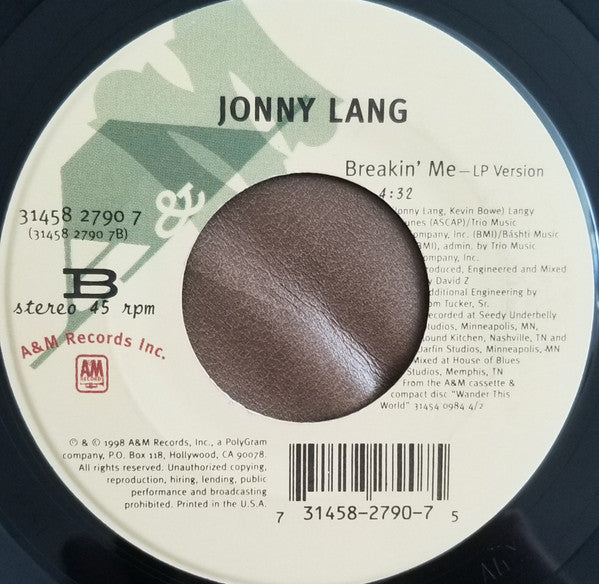 JONNY LANG
Breakin' Me—LP Version
4:32
&
31458 2790 7
(31458 2790 7B)
B
stereo 45 rpm
A&M Records Inc.
AM
RECORDS
(Jonny Lang, Kevin Bowe) Langy
Tunes (ASCAP)/Trio Music
Company, Inc. (BMI)/Bāshti Music
(BMI), admin. by Trio Music
Company, Inc.
Produced, Engineered and Mixed
by David Z
Additional Engineering by
Tom Tucker, Sr.
Recorded at Seedy Underbelly
Studios, Minneapolis, MN,
Sound Kitchen, Nashville, TN and
Oarfin Studios, Minneapolis, MN
Mixed at House of Blues
Studios, Memphis, TN
From the A&M cassette &
compact disc "Wander This
World" 31454 0984 4/2
℗ & © 1998 A&M Records, Inc., a PolyGram
company, P.O. Box 118, Hollywood, CA 90078.
All rights reserved. Unauthorized copying,
reproduction, hiring, lending, public
performance and broadcasting
prohibited. Printed in the U.S.A.
7 31458-2790-7 5